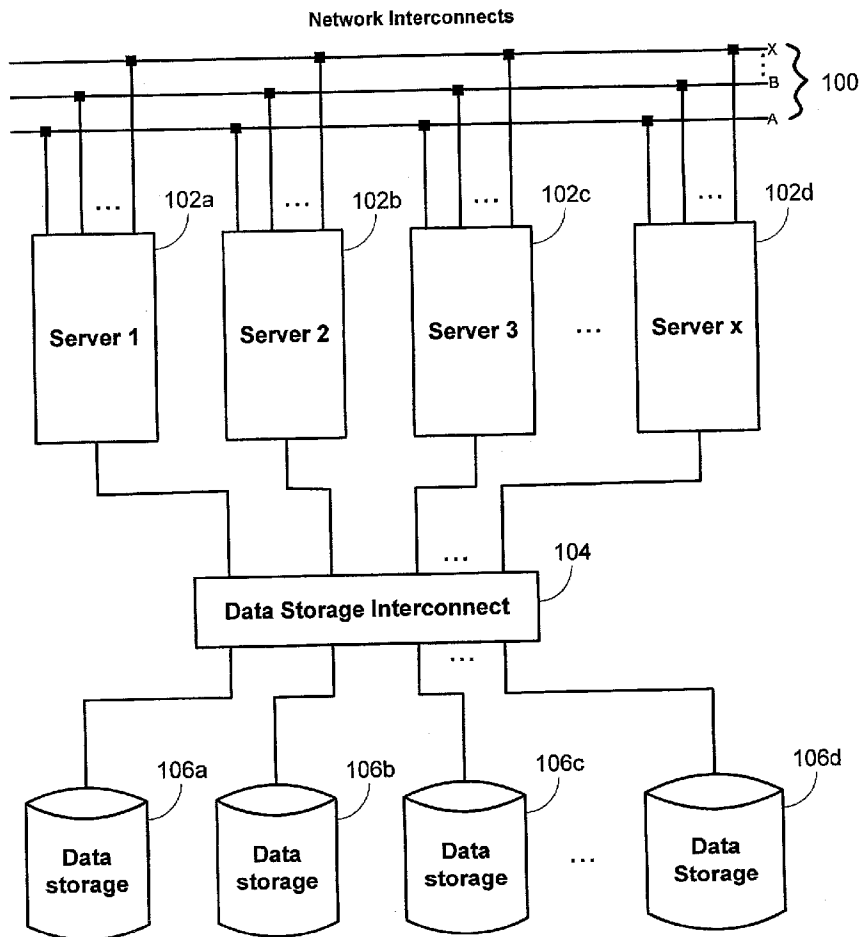 Network Interconnects
X
B
A
100
... ... ... ...
102a 102b 102c 102d
Server 1
Server 2
Server 3
...
Server x
...
104
Data Storage Interconnect
...
106a 106b 106c 106d
Data
storage
Data
storage
Data
storage
...
Data
Storage